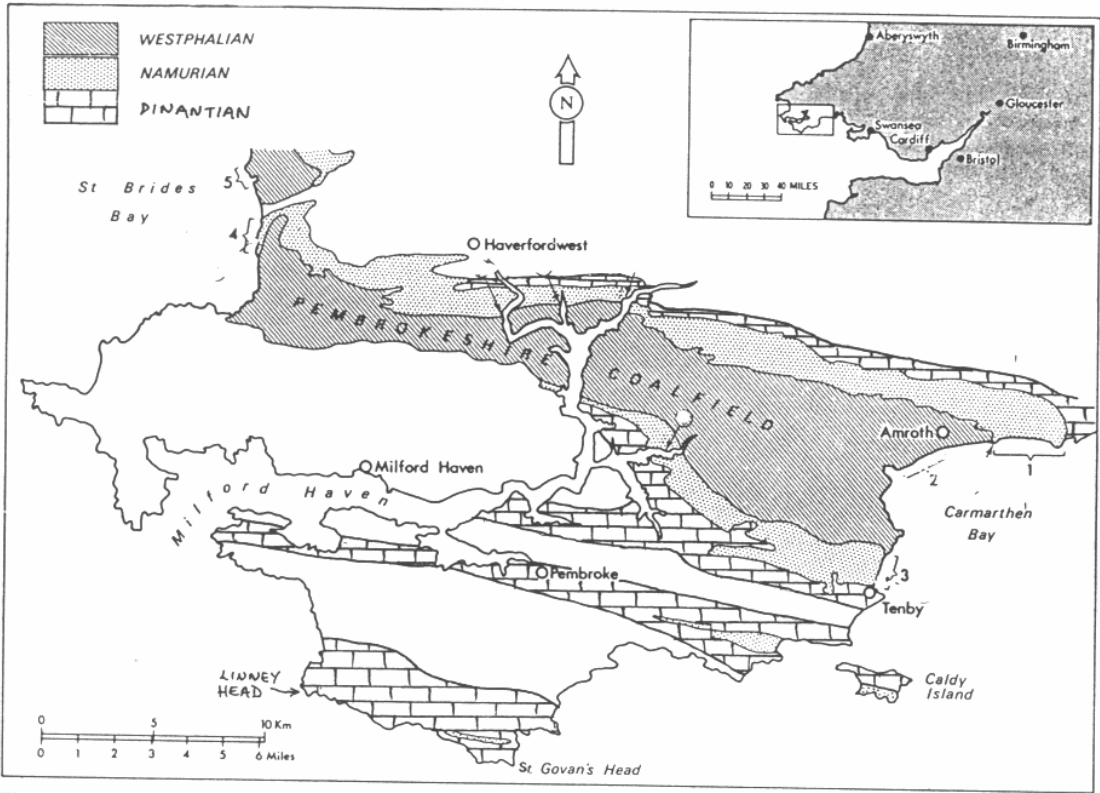 WESTPHALIAN
NAMURIAN
DINANTIAN
N
Aberyswyth
Birmingham
Gloucester
Swansea
Cardiff
Bristol
0 10 20 30 40 MILES
St Brides
Bay
5
4
Haverfordwest
PEMBROKESHIRE
COALFIELD
Amroth
1
2
Milford Haven
Milford Haven
Carmarthen
Bay
3
Pembroke
Tenby
LINNEY
HEAD
Caldy
Island
0 5 10 Km
0 1 2 3 4 5 6 Miles
St Govan's Head